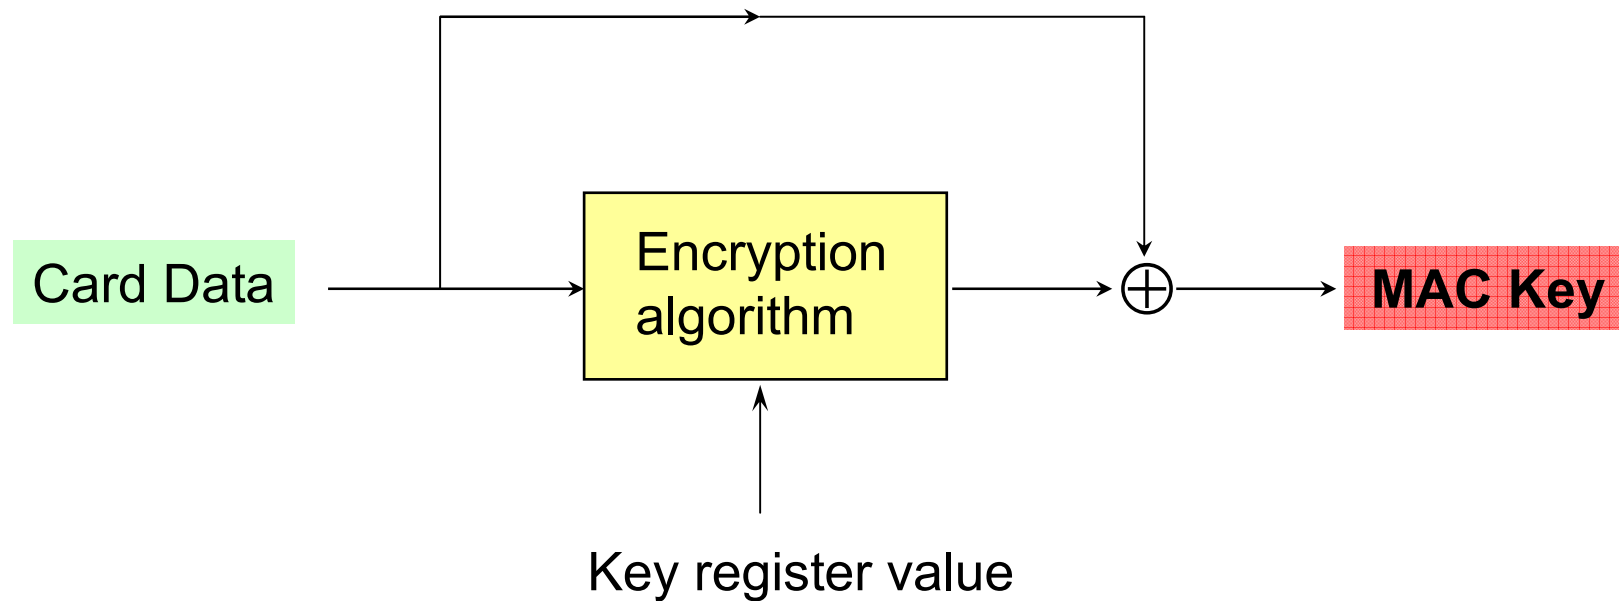 Card Data
Encryption
algorithm
MAC Key
Key register value